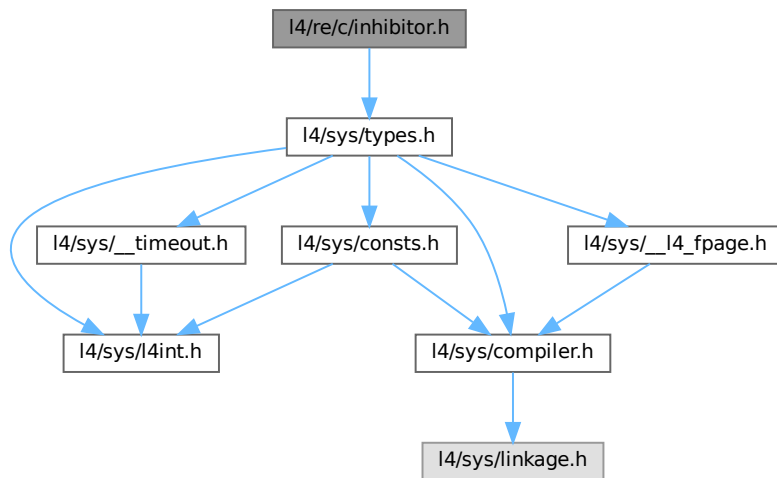 l4/re/c/inhibitor.h
l4/sys/types.h
l4/sys/__timeout.h
l4/sys/consts.h
l4/sys/__l4_fpage.h
l4/sys/l4int.h
l4/sys/compiler.h
l4/sys/linkage.h